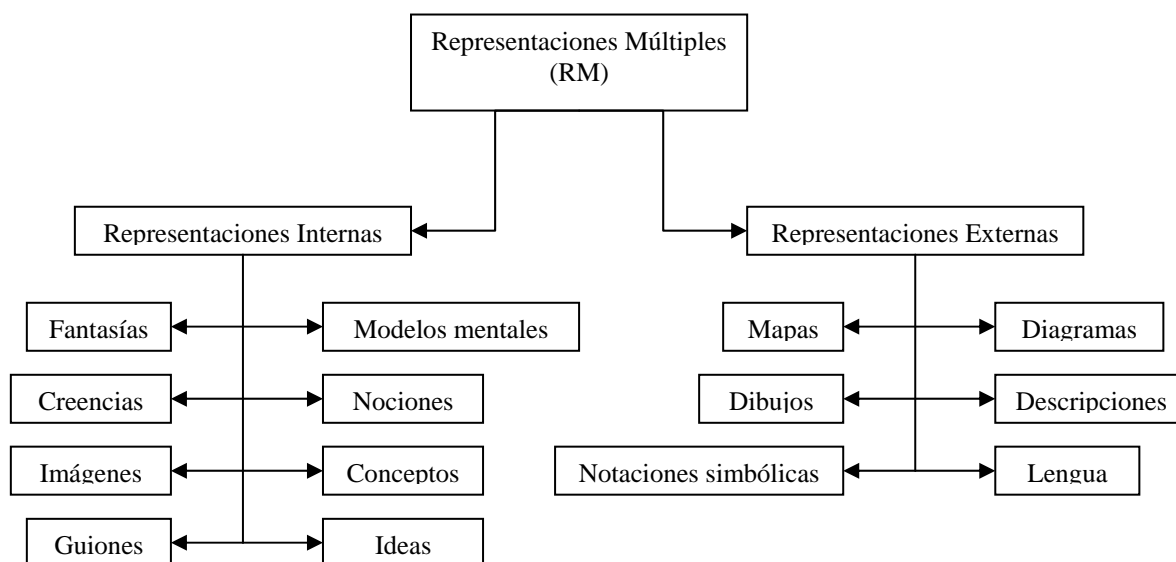 Representaciones Múltiples
(RM)
Representaciones Internas
Representaciones Externas
Fantasías
Modelos mentales
Mapas
Diagramas
Creencias
Nociones
Dibujos
Descripciones
Imágenes
Conceptos
Notaciones simbólicas
Lengua
Guiones
Ideas